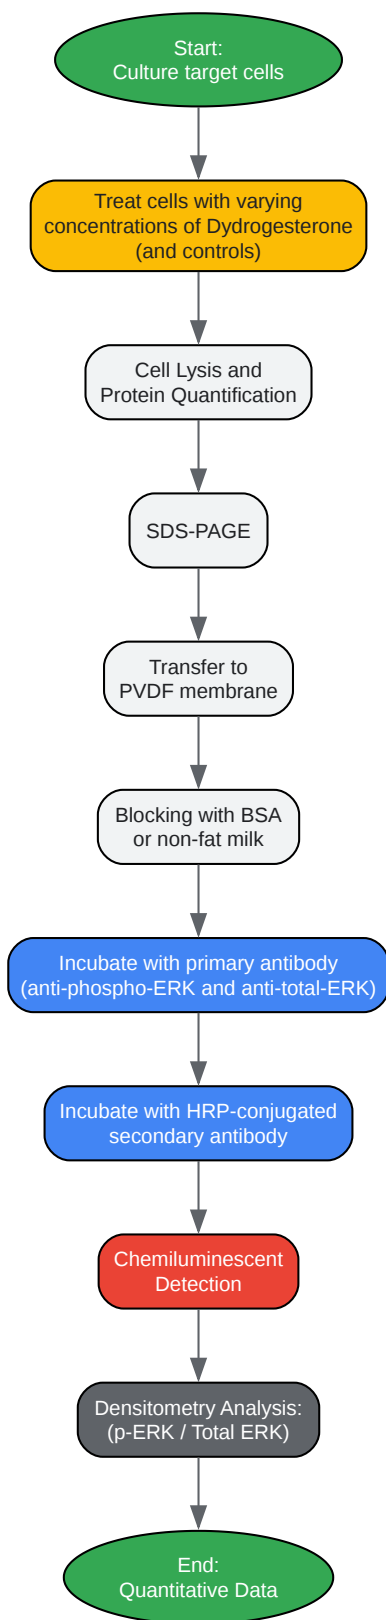 Start:
Culture target cells
Treat cells with varying
concentrations of Dydrogesterone
(and controls)
Cell Lysis and
Protein Quantification
SDS-PAGE
Transfer to
PVDF membrane
Blocking with BSA
or non-fat milk
Incubate with primary antibody
(anti-phospho-ERK and anti-total-ERK)
Incubate with HRP-conjugated
secondary antibody
Chemiluminescent
Detection
Densitometry Analysis:
(p-ERK / Total ERK)
End:
Quantitative Data